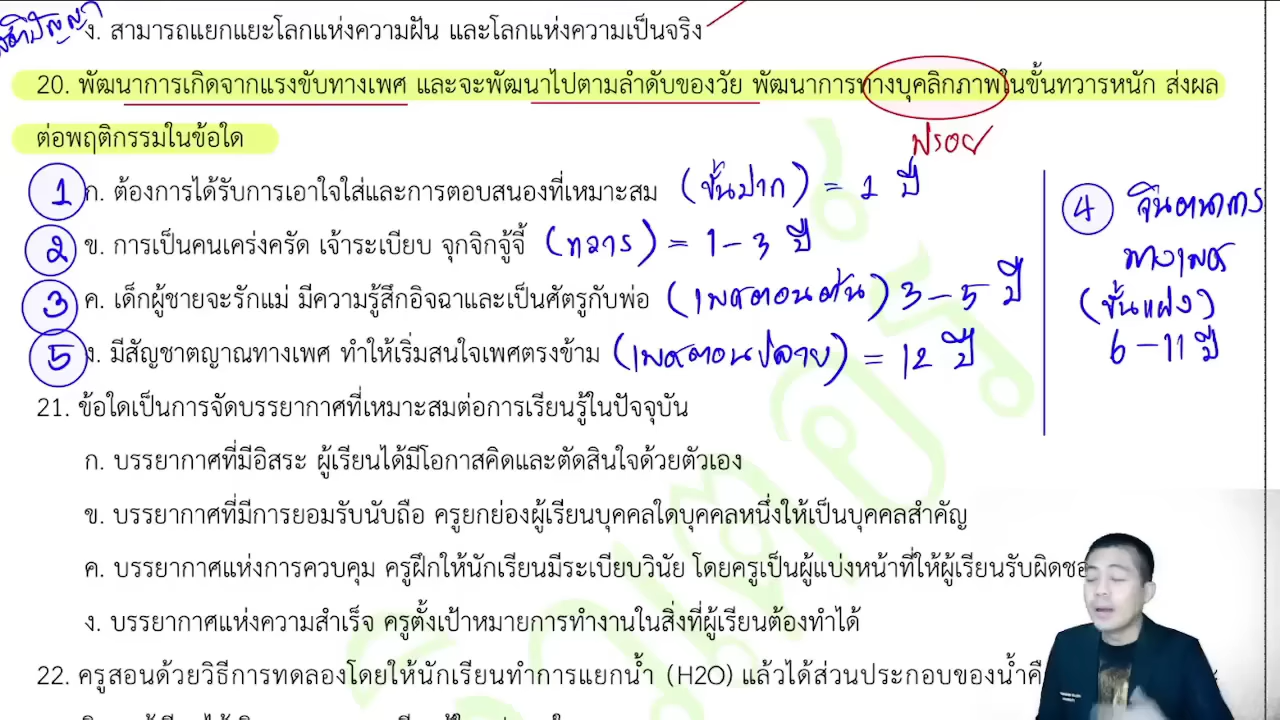 ง. สามารถแยกแยะโลกแห่งความฝัน และโลกแห่งความเป็นจริง
20. พัฒนาการเกิดจากแรงขับทางเพศ และจะพัฒนาไปตามลำดับของวัย พัฒนาการทางบุคลิกภาพในขั้นทวารหนัก ส่งผล
ต่อพฤติกรรมในข้อใด
ฟรอย
1 ก. ต้องการได้รับการเอาใจใส่และการตอบสนองที่เหมาะสม (ขั้นปาก) = 1 ปี
2 ข. การเป็นคนเคร่งครัด เจ้าระเบียบ จุกจิกจู้จี้ (ทวาร) = 1 – 3 ปี
3 ค. เด็กผู้ชายจะรักแม่ มีความรู้สึกอิจฉาและเป็นศัตรูกับพ่อ (เพศตอนต้น) 3 – 5 ปี
5 ง. มีสัญชาตญาณทางเพศ ทำให้เริ่มสนใจเพศตรงข้าม (เพศตอนปลาย) = 12 ปี
4 จินตนาการ
ทางเพศ
(ขั้นแฝง)
6 – 11 ปี
21. ข้อใดเป็นการจัดบรรยากาศที่เหมาะสมต่อการเรียนรู้ในปัจจุบัน
ก. บรรยากาศที่มีอิสระ ผู้เรียนได้มีโอกาสคิดและตัดสินใจด้วยตัวเอง
ข. บรรยากาศที่มีการยอมรับนับถือ ครูยกย่องผู้เรียนบุคคลใดบุคคลหนึ่งให้เป็นบุคคลสำคัญ
ค. บรรยากาศแห่งการควบคุม ครูฝึกให้นักเรียนมีระเบียบวินัย โดยครูเป็นผู้แบ่งหน้าที่ให้ผู้เรียนรับผิดช
ง. บรรยากาศแห่งความสำเร็จ ครูตั้งเป้าหมายการทำงานในสิ่งที่ผู้เรียนต้องทำได้
22. ครูสอนด้วยวิธีการทดลองโดยให้นักเรียนทำการแยกน้ำ (H2O) แล้วได้ส่วนประกอบของน้ำคือ